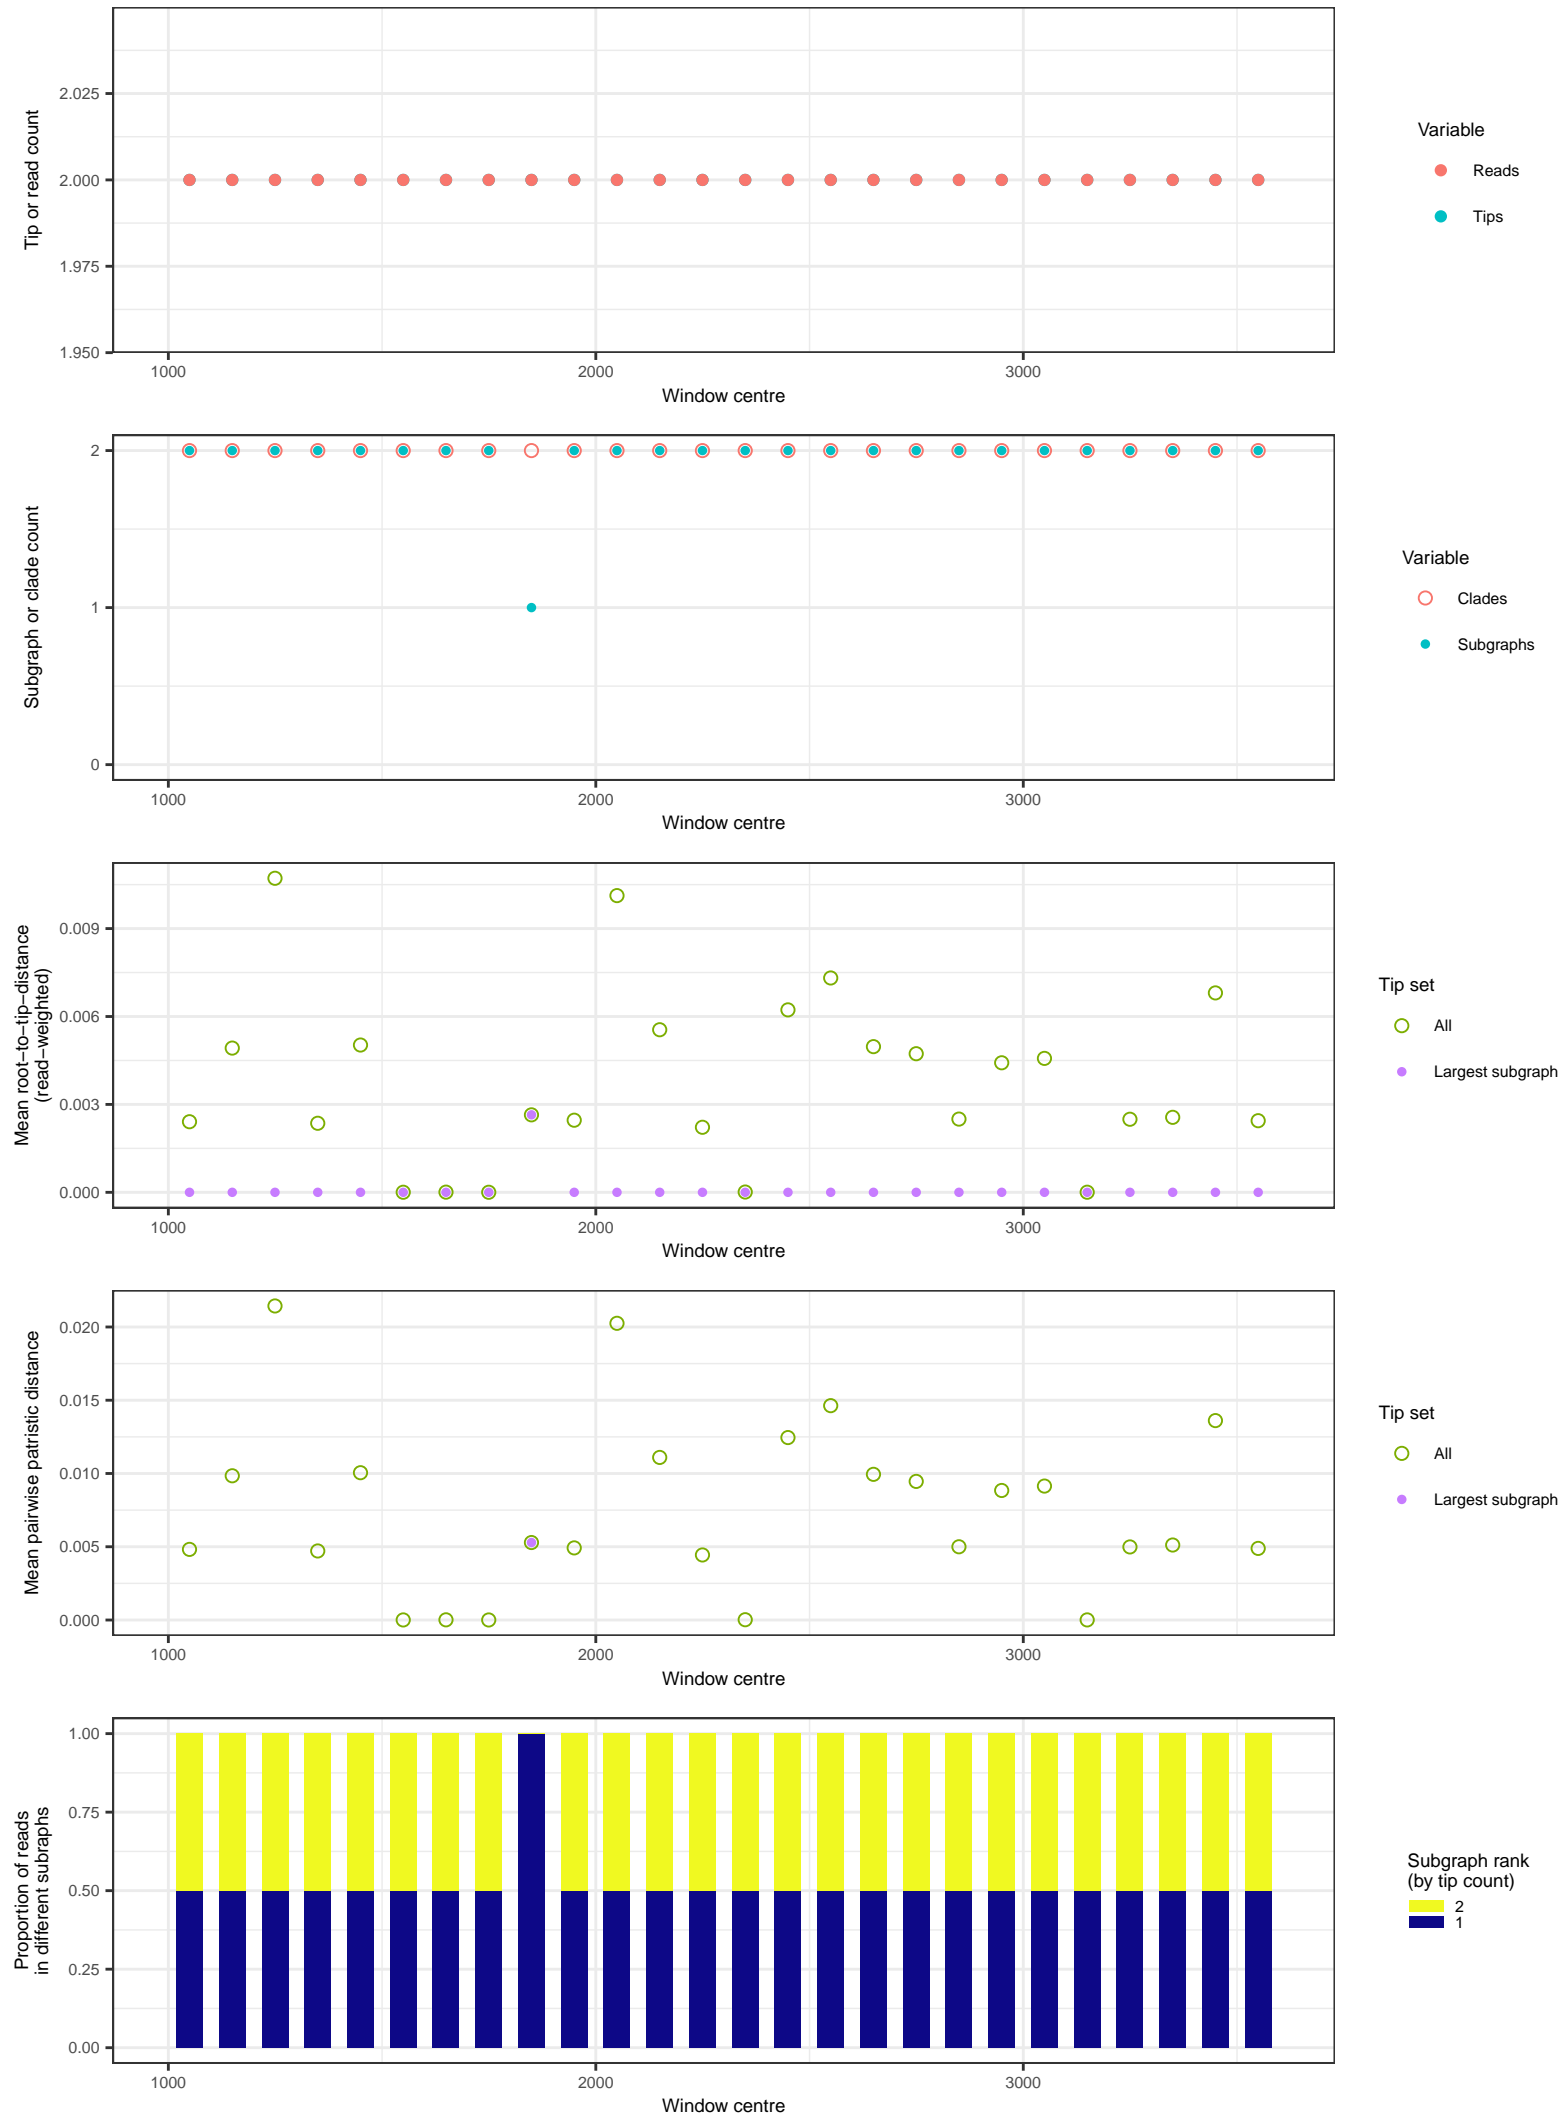 2.025
2.000
1.975
1.950
Tip or read count
1000 2000 3000
Window centre
Variable
Reads
Tips
2
1
0
Subgraph or clade count
1000 2000 3000
Window centre
Variable
Clades
Subgraphs
0.009
0.006
0.003
0.000
Mean root−to−tip−distance
(read−weighted)
1000 2000 3000
Window centre
Tip set
All
Largest subgraph
0.020
0.015
0.010
0.005
0.000
Mean pairwise patristic distance
1000 2000 3000
Window centre
Tip set
All
Largest subgraph
1.00
0.75
0.50
0.25
0.00
Proportion of reads
in different subraphs
1000 2000 3000
Window centre
Subgraph rank
(by tip count)
2
1